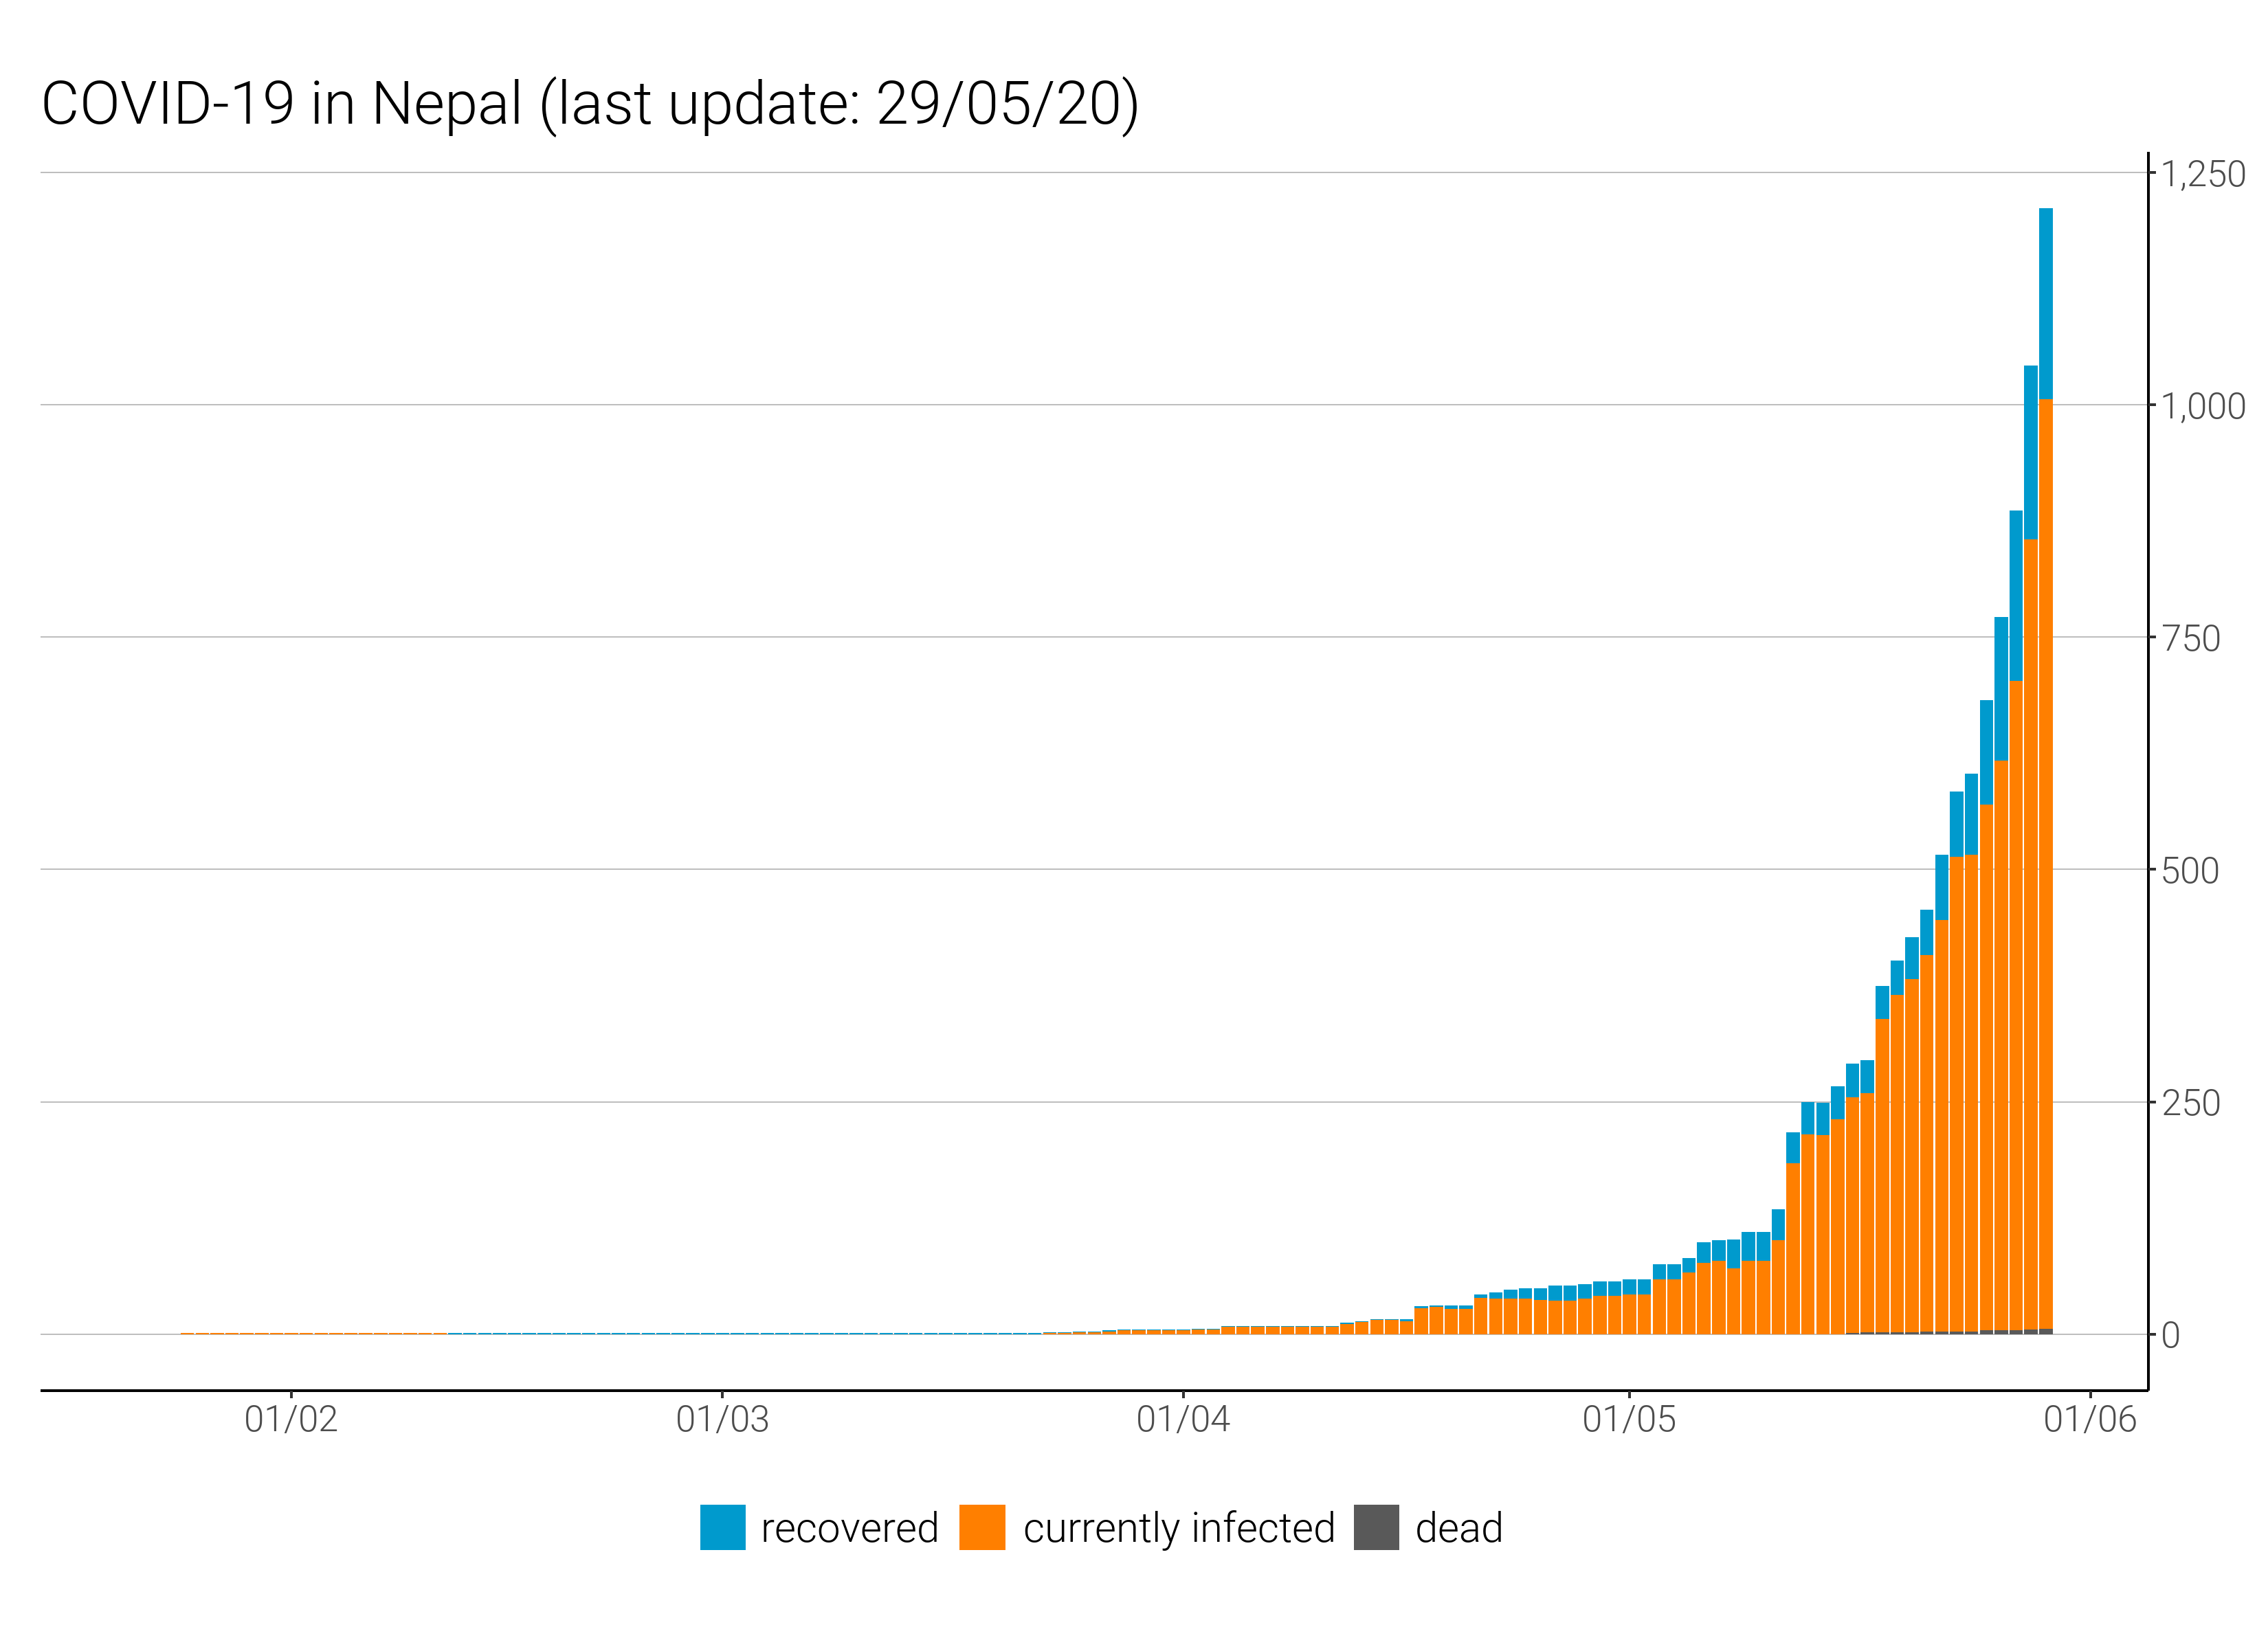 COVID-19 in Nepal (last update: 29/05/20)
1,250
1,000
750
500
250
0
01/02 01/03 01/04 01/05 01/06
recovered currently infected dead